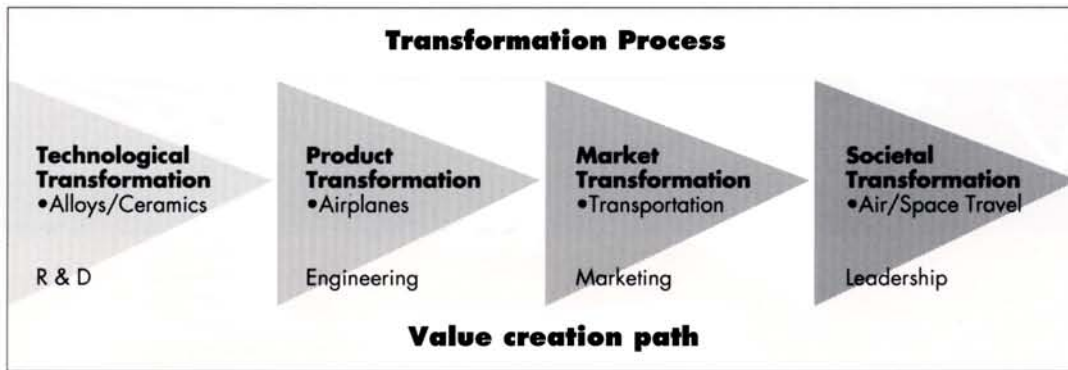 Transformation Process
Technological
Transformation
•Alloys/Ceramics
R & D
Product
Transformation
•Airplanes
Engineering
Market
Transformation
•Transportation
Marketing
Societal
Transformation
•Air/Space Travel
Leadership
Value creation path